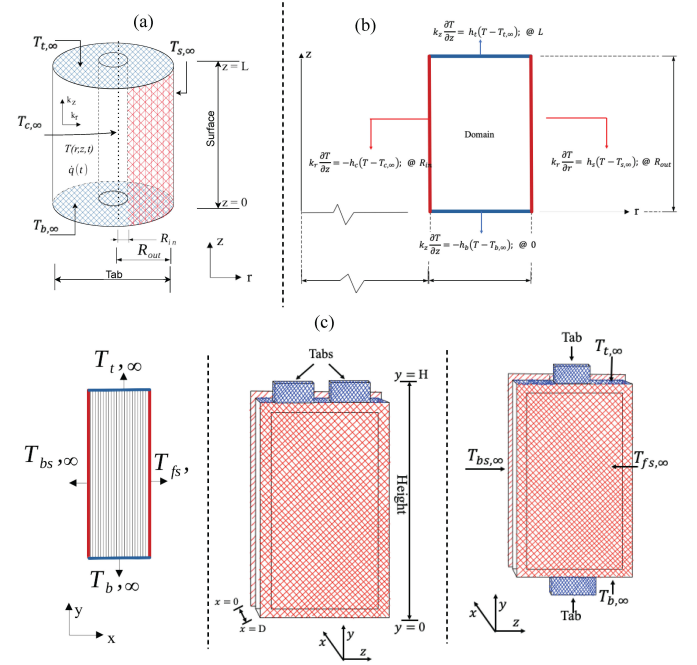 (a)
T_{t,∞}
T_{s,∞}
z = L
k_z
k_r
T_{c,∞}
T(r,z,t)
q̇(t)
Surface
z = 0
T_{b,∞}
R_{in}
R_{out}
Tab
z
r
(b)
k_z ∂T/∂z = h_t(T − T_{t,∞}); @ L
z
Domain
k_r ∂T/∂z = −h_c(T − T_{c,∞}); @ R_{in}
k_r ∂T/∂r = h_s(T − T_{s,∞}); @ R_{out}
r
k_z ∂T/∂z = −h_b(T − T_{b,∞}); @ 0
(c)
T_t,∞
T_{bs},∞
T_{fs},
T_b,∞
y
x
Tabs
y = H
Height
x = 0
x = D
y = 0
x
y
z
Tab
T_{t,∞}
T_{bs,∞}
T_{fs,∞}
T_{b,∞}
Tab
x
y
z